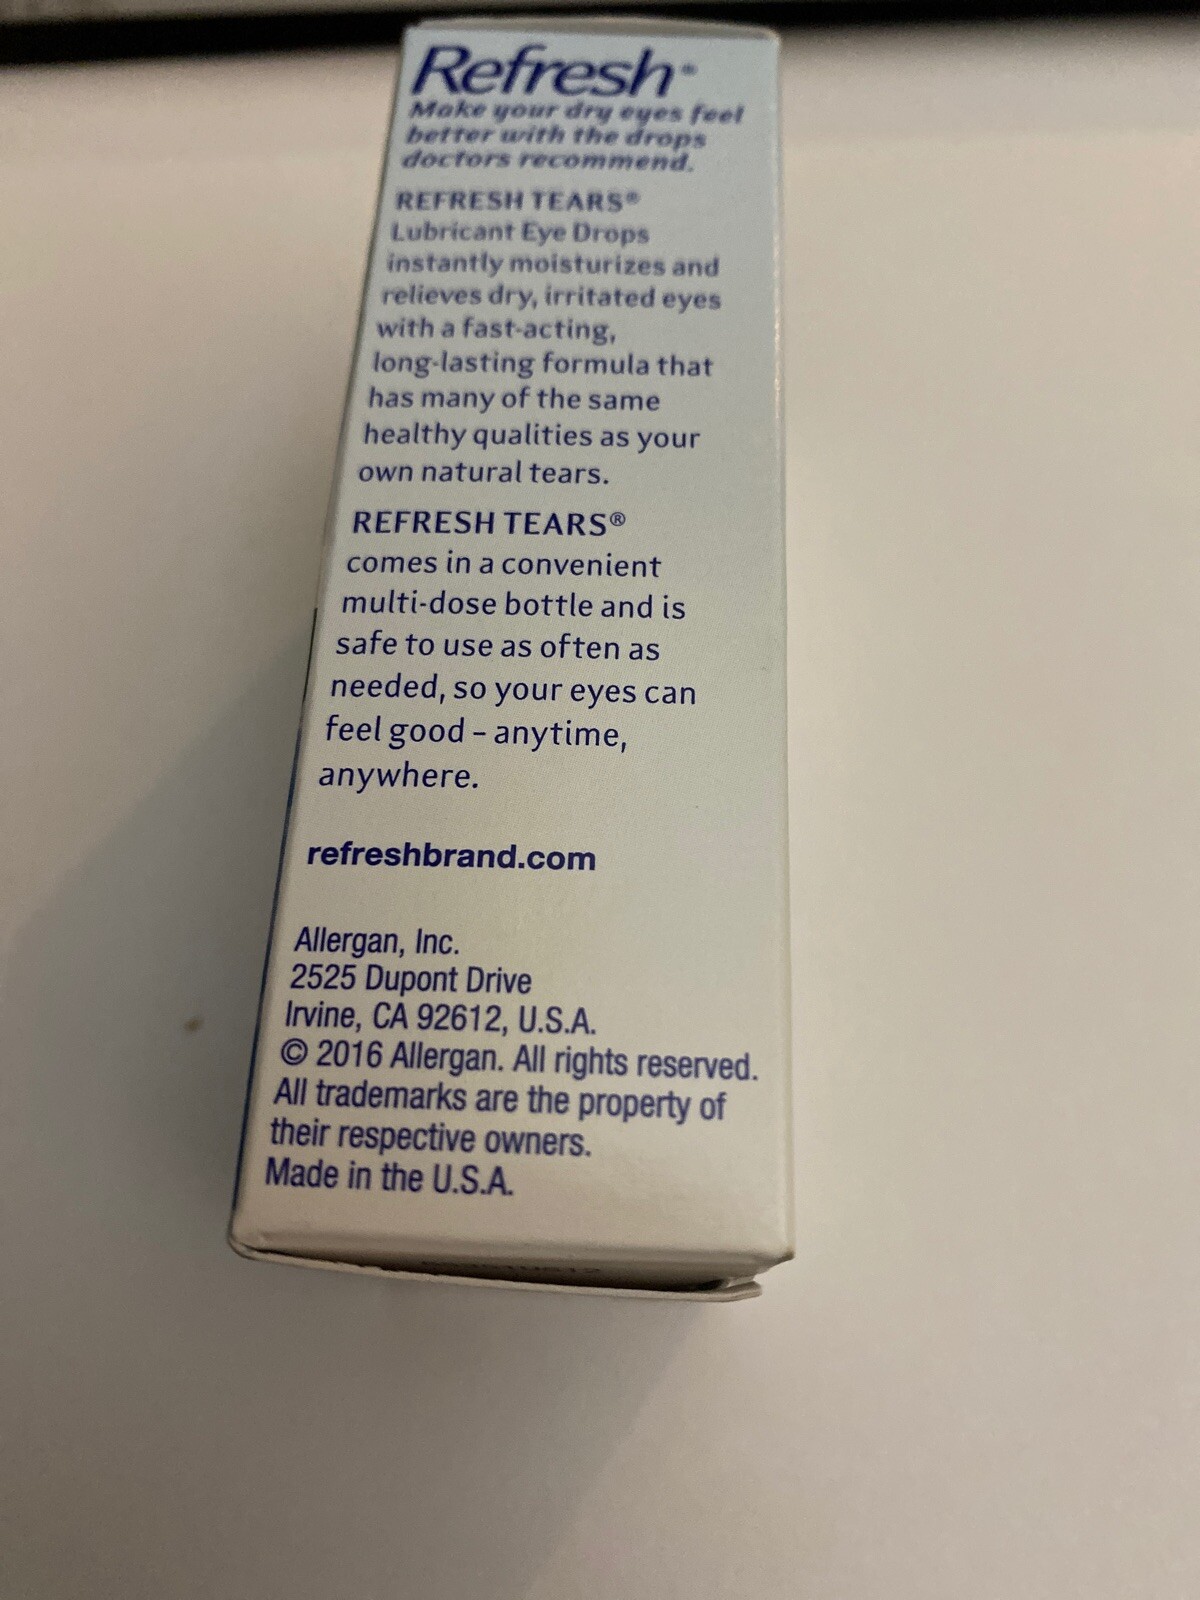 Refresh®
Make your dry eyes feel
better with the drops
doctors recommend.
REFRESH TEARS®
Lubricant Eye Drops
instantly moisturizes and
relieves dry, irritated eyes
with a fast-acting,
long-lasting formula that
has many of the same
healthy qualities as your
own natural tears.
REFRESH TEARS®
comes in a convenient
multi-dose bottle and is
safe to use as often as
needed, so your eyes can
feel good – anytime,
anywhere.
refreshbrand.com
Allergan, Inc.
2525 Dupont Drive
Irvine, CA 92612, U.S.A.
© 2016 Allergan. All rights reserved.
All trademarks are the property of
their respective owners.
Made in the U.S.A.